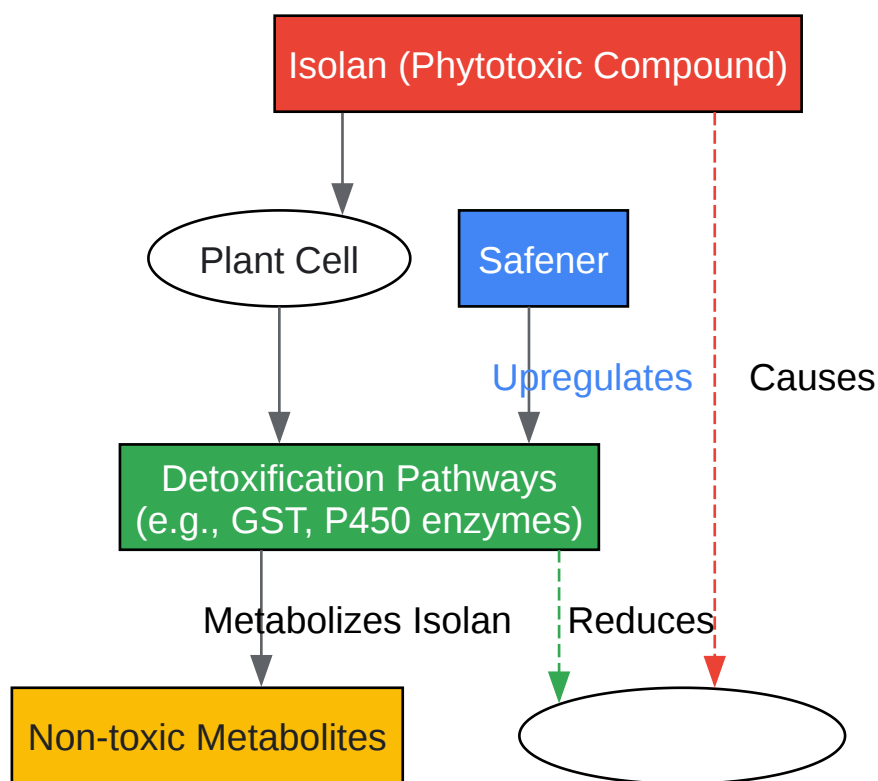 Isolan (Phytotoxic Compound)
Plant Cell
Safener
Upregulates
Causes
Detoxification Pathways
(e.g., GST, P450 enzymes)
Metabolizes Isolan
Reduces
Non-toxic Metabolites